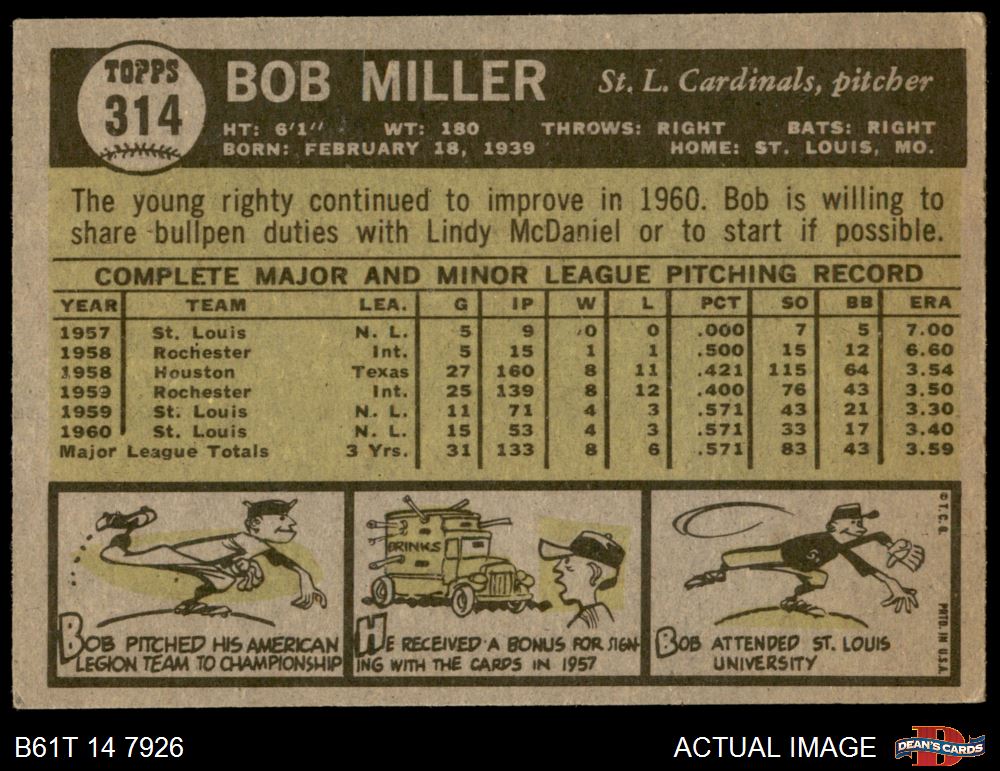 TOPPS
314
BOB MILLER St. L. Cardinals, pitcher
HT: 6'1" WT: 180 THROWS: RIGHT BATS: RIGHT
BORN: FEBRUARY 18, 1939 HOME: ST. LOUIS, MO.
The young righty continued to improve in 1960. Bob is willing to
share bullpen duties with Lindy McDaniel or to start if possible.
COMPLETE MAJOR AND MINOR LEAGUE PITCHING RECORD
YEAR TEAM LEA. G IP W L PCT SO BB ERA
1957 St. Louis N. L. 5 9 0 0 .000 7 5 7.00
1958 Rochester Int. 5 15 1 1 .500 15 12 6.60
1958 Houston Texas 27 160 8 11 .421 115 64 3.54
1959 Rochester Int. 25 139 8 12 .400 76 43 3.50
1959 St. Louis N. L. 11 71 4 3 .571 43 21 3.30
1960 St. Louis N. L. 15 53 4 3 .571 33 17 3.40
Major League Totals 3 Yrs. 31 133 8 6 .571 83 43 3.59
BOB PITCHED HIS AMERICAN
LEGION TEAM TO CHAMPIONSHIP
DRINKS
HE RECEIVED A BONUS FOR SIGN-
ING WITH THE CARDS IN 1957
S
BOB ATTENDED ST. LOUIS
UNIVERSITY
© T.C.G.
PRTD. IN U.S.A.
B61T 14 7926 ACTUAL IMAGE
D
DEAN'S CARDS